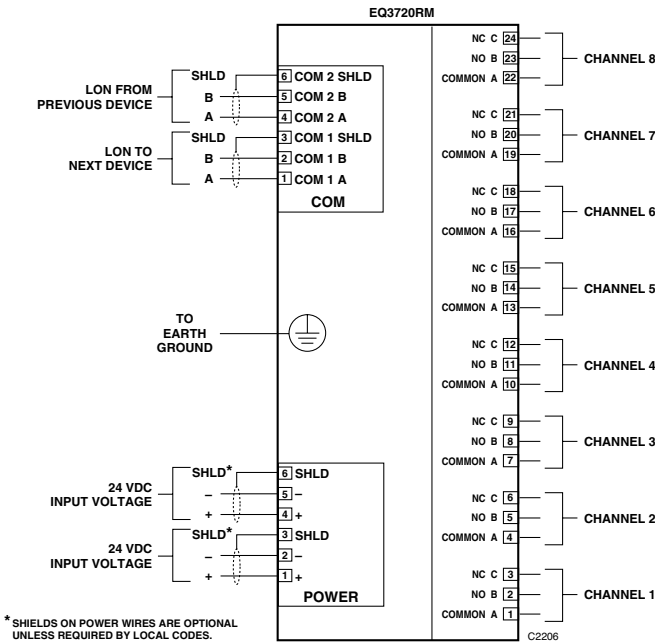 EQ3720RM
LON FROM
PREVIOUS DEVICE
SHLD
B
A
6 COM 2 SHLD
5 COM 2 B
4 COM 2 A
LON TO
NEXT DEVICE
SHLD
B
A
3 COM 1 SHLD
2 COM 1 B
1 COM 1 A
COM
TO
EARTH
GROUND
24 VDC
INPUT VOLTAGE
SHLD*
–
+
6 SHLD
5 –
4 +
24 VDC
INPUT VOLTAGE
SHLD*
–
+
3 SHLD
2 –
1 +
POWER
NC C 24
NO B 23
COMMON A 22
CHANNEL 8
NC C 21
NO B 20
COMMON A 19
CHANNEL 7
NC C 18
NO B 17
COMMON A 16
CHANNEL 6
NC C 15
NO B 14
COMMON A 13
CHANNEL 5
NC C 12
NO B 11
COMMON A 10
CHANNEL 4
NC C 9
NO B 8
COMMON A 7
CHANNEL 3
NC C 6
NO B 5
COMMON A 4
CHANNEL 2
NC C 3
NO B 2
COMMON A 1
CHANNEL 1
* SHIELDS ON POWER WIRES ARE OPTIONAL
UNLESS REQUIRED BY LOCAL CODES.
C2206